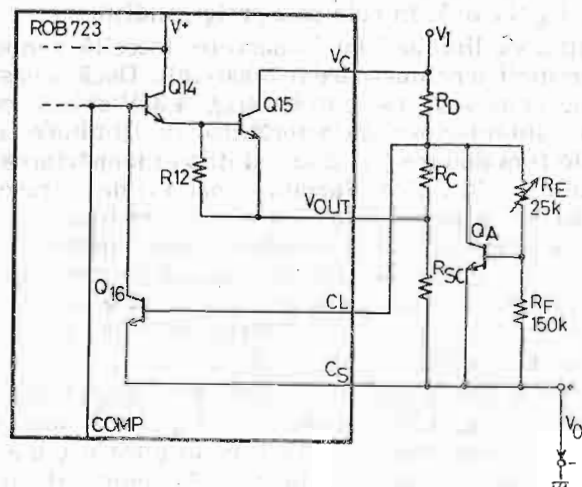 ROB 723
V+
VI
VC
Q14
Q15
RD
R12
RC
RE
25k
VOUT
QA
RSC
Q16
CL
RF
150k
CS
+
VO
COMP
-